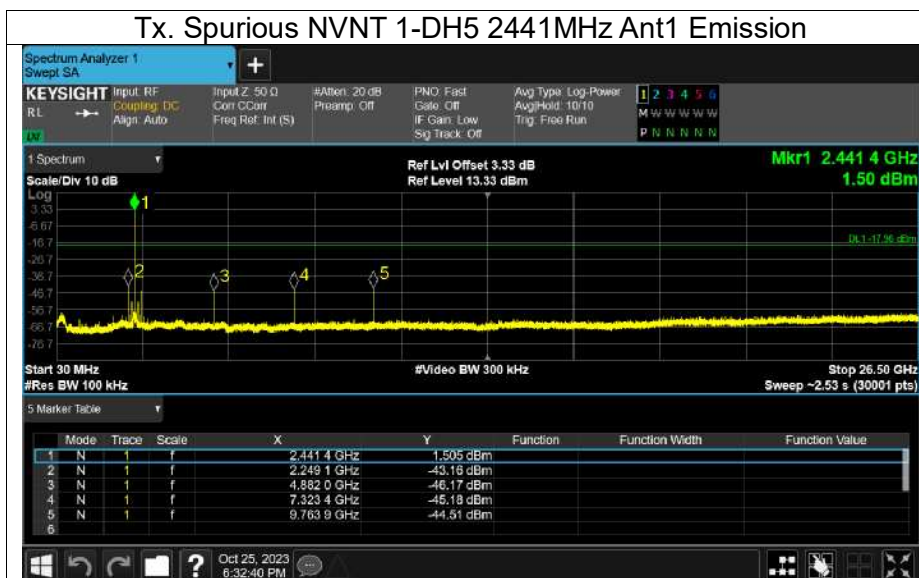 Tx. Spurious NVNT 1-DH5 2441MHz Ant1 Emission
Spectrum Analyzer 1
Swept SA
+
KEYSIGHT Input: RF Input Z: 50 Ω #Atten: 20 dB PNO: Fast Avg Type: Log-Power 1 2 3 4 5 6
RL Coupling: DC Corr CCorr Preamp: Off Gate: Off Avg|Hold: 10/10 M W W W W W
Align: Auto Freq Ref: Int (S) IF Gain: Low Trig: Free Run
Sig Track: Off P N N N N N
1 Spectrum Ref Lvl Offset 3.33 dB Mkr1 2.441 4 GHz
Scale/Div 10 dB Ref Level 13.33 dBm 1.50 dBm
Log
3.33 1
-6.67
-16.7 DL1 -17.96 dBm
-26.7
-36.7 2 3 4 5
-46.7
-56.7
-66.7
-76.7
Start 30 MHz #Video BW 300 kHz Stop 26.50 GHz
#Res BW 100 kHz Sweep ~2.53 s (30001 pts)
5 Marker Table
Mode Trace Scale X Y Function Function Width Function Value
1 N 1 f 2.441 4 GHz 1.505 dBm
2 N 1 f 2.249 1 GHz -43.16 dBm
3 N 1 f 4.882 0 GHz -46.17 dBm
4 N 1 f 7.323 4 GHz -45.18 dBm
5 N 1 f 9.763 9 GHz -44.51 dBm
6
? Oct 25, 2023
6:32:40 PM